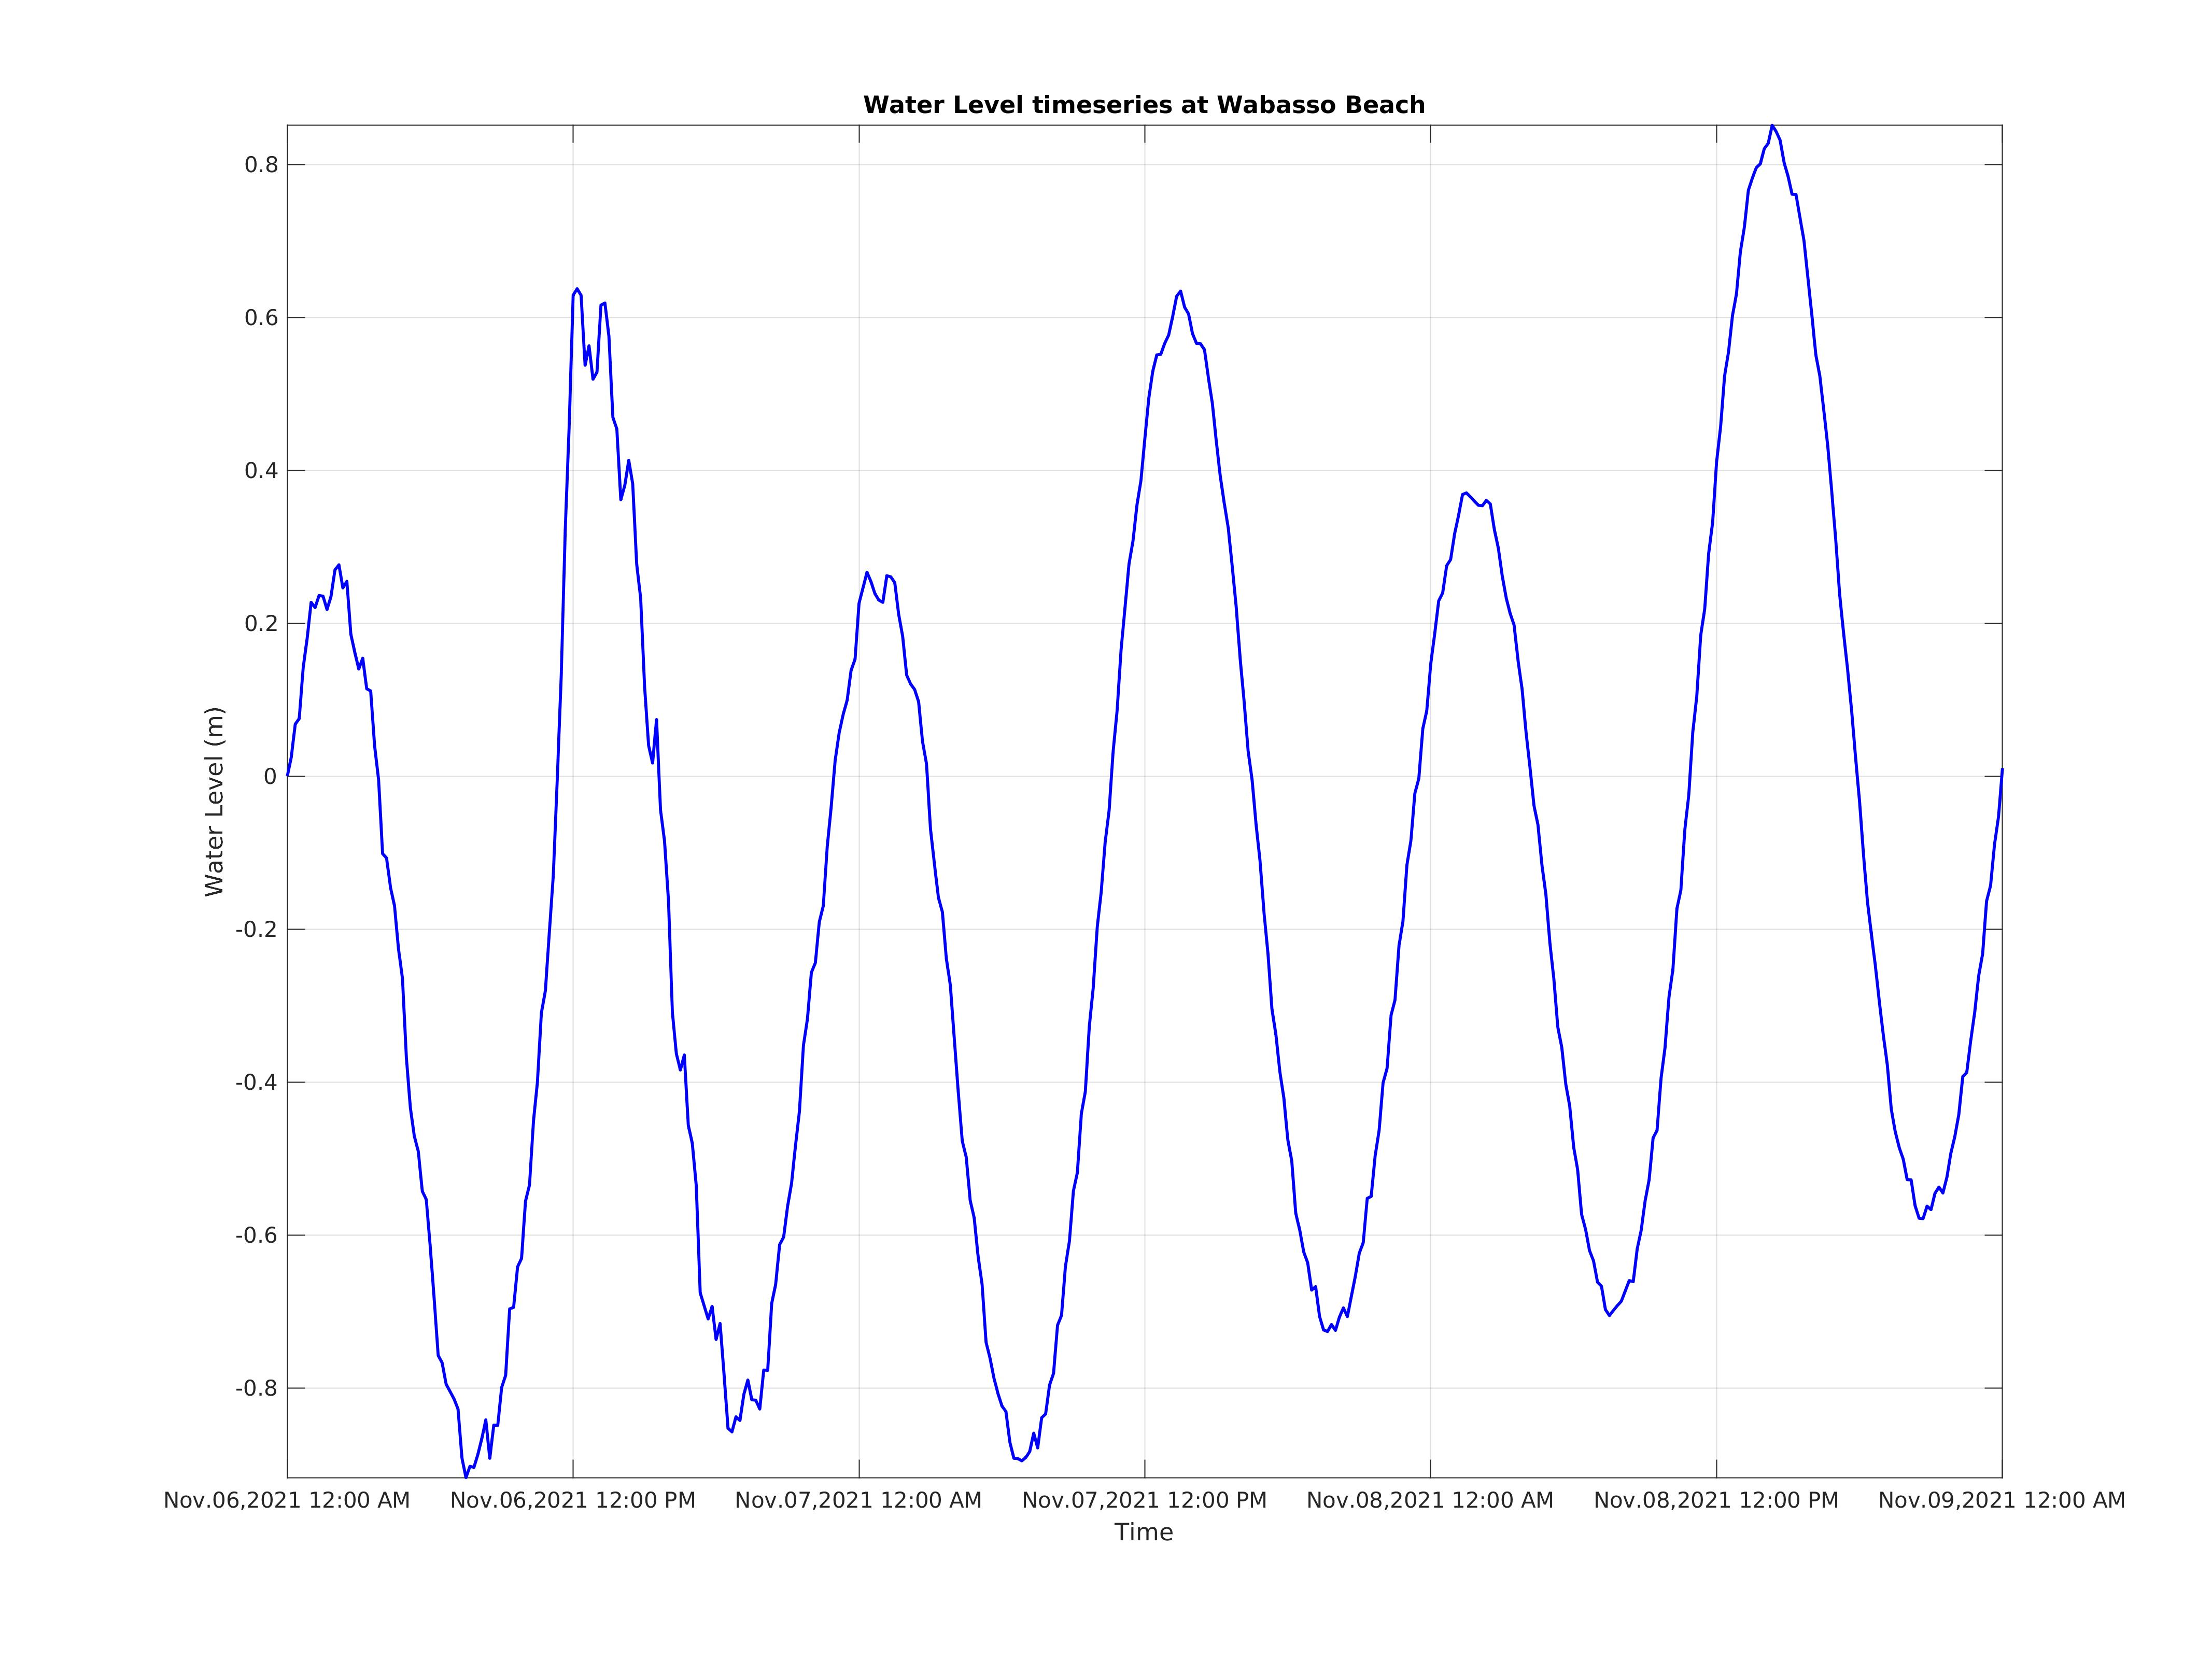 Water Level timeseries at Wabasso Beach
0.8
0.6
0.4
0.2
0
-0.2
-0.4
-0.6
-0.8
Water Level (m)
Nov.06,2021 12:00 AM Nov.06,2021 12:00 PM Nov.07,2021 12:00 AM Nov.07,2021 12:00 PM Nov.08,2021 12:00 AM Nov.08,2021 12:00 PM Nov.09,2021 12:00 AM
Time